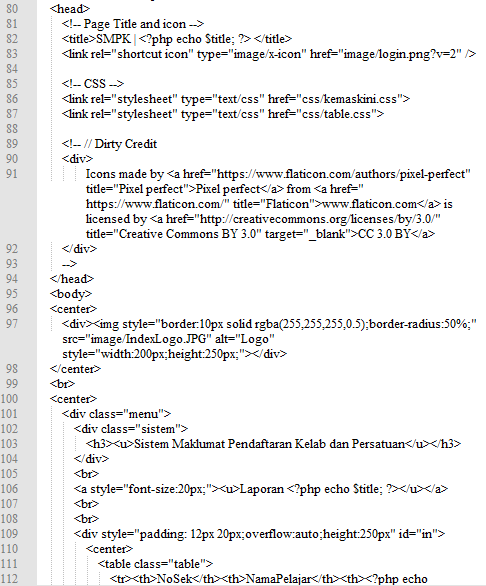 80 <head>
81 <!-- Page Title and icon -->
82 <title>SMPK | <?php echo $title; ?> </title>
83 <link rel="shortcut icon" type="image/x-icon" href="image/login.png?v=2" />
84
85 <!-- CSS -->
86 <link rel="stylesheet" type="text/css" href="css/kemaskini.css">
87 <link rel="stylesheet" type="text/css" href="css/table.css">
88
89 <!-- // Dirty Credit
90 <div>
91 Icons made by <a href="https://www.flaticon.com/authors/pixel-perfect"
title="Pixel perfect">Pixel perfect</a> from <a href="
https://www.flaticon.com/" title="Flaticon">www.flaticon.com</a> is
licensed by <a href="http://creativecommons.org/licenses/by/3.0/"
title="Creative Commons BY 3.0" target="_blank">CC 3.0 BY</a>
92 </div>
93 -->
94 </head>
95 <body>
96 <center>
97 <div><img style="border:10px solid rgba(255,255,255,0.5);border-radius:50%;"
src="image/IndexLogo.JPG" alt="Logo"
style="width:200px;height:250px;"></div>
98 </center>
99 <br>
100 <center>
101 <div class="menu">
102 <div class="sistem">
103 <h3><u>Sistem Maklumat Pendaftaran Kelab dan Persatuan</u></h3>
104 </div>
105 <br>
106 <a style="font-size:20px;"><u>Laporan <?php echo $title; ?></u></a>
107 <br>
108 <br>
109 <div style="padding: 12px 20px;overflow:auto;height:250px" id="in">
110 <center>
111 <table class="table">
112 <tr><th>NoSek</th><th>NamaPelajar</th><th><?php echo